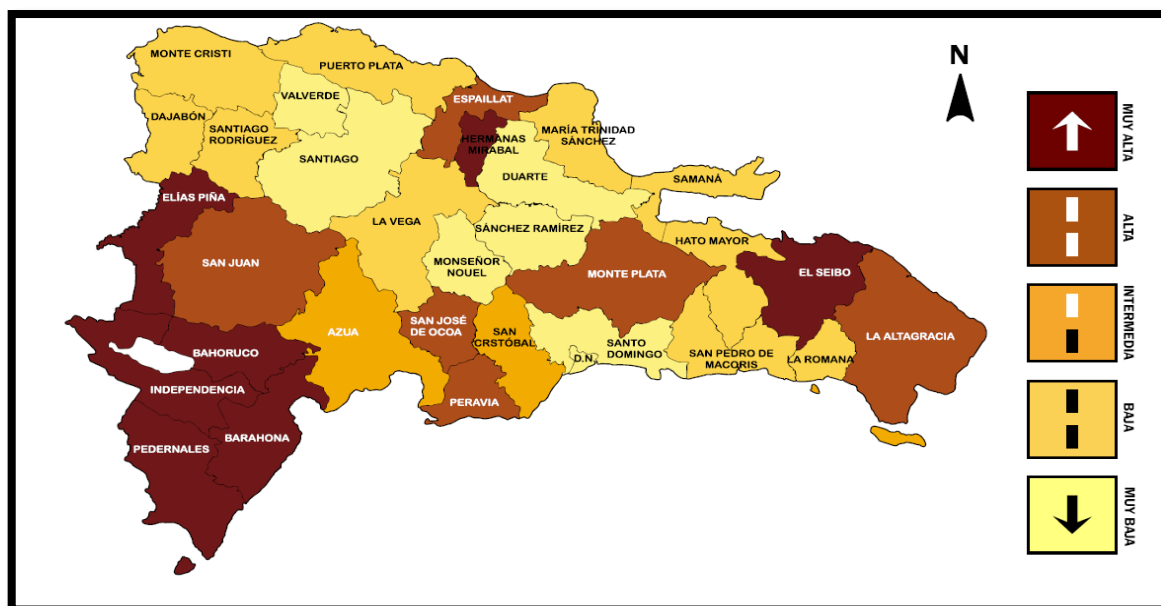 MONTE CRISTI
PUERTO PLATA
N
VALVERDE
ESPAILLAT
DAJABÓN
SANTIAGO
RODRÍGUEZ
HERMANAS
MIRABAL
MARÍA TRINIDAD
SÁNCHEZ
SANTIAGO
DUARTE
SAMANÁ
ELÍAS PIÑA
LA VEGA
SÁNCHEZ RAMÍREZ
HATO MAYOR
SAN JUAN
MONSEÑOR
NOUEL
MONTE PLATA
EL SEIBO
AZUA
SAN JOSÉ
DE OCOA
SAN
CRSTÓBAL
SANTO
DOMINGO
D.N.
SAN PEDRO DE
MACORIS
LA ROMANA
LA ALTAGRACIA
BAHORUCO
INDEPENDENCIA
PERAVIA
BARAHONA
PEDERNALES
MUY ALTA
ALTA
INTERMEDIA
BAJA
MUY BAJA